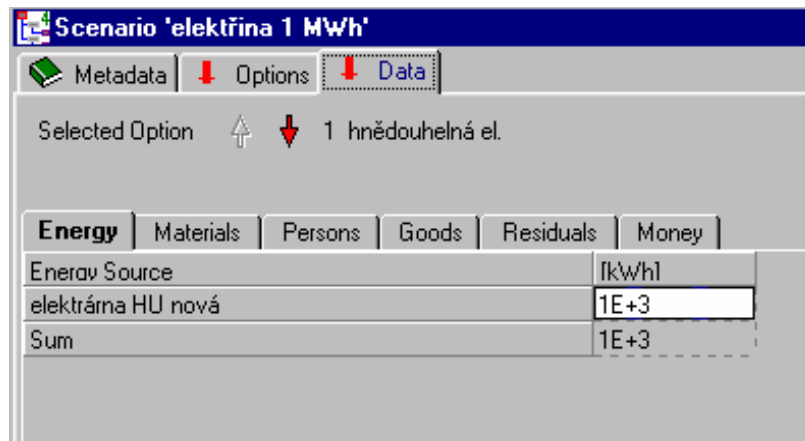 Scenario 'elektřina 1 MWh'
Metadata Options Data
Selected Option 1 hnědouhelná el.
Energy Materials Persons Goods Residuals Money
Energy Source [kWh]
elektrárna HU nová 1E+3
Sum 1E+3